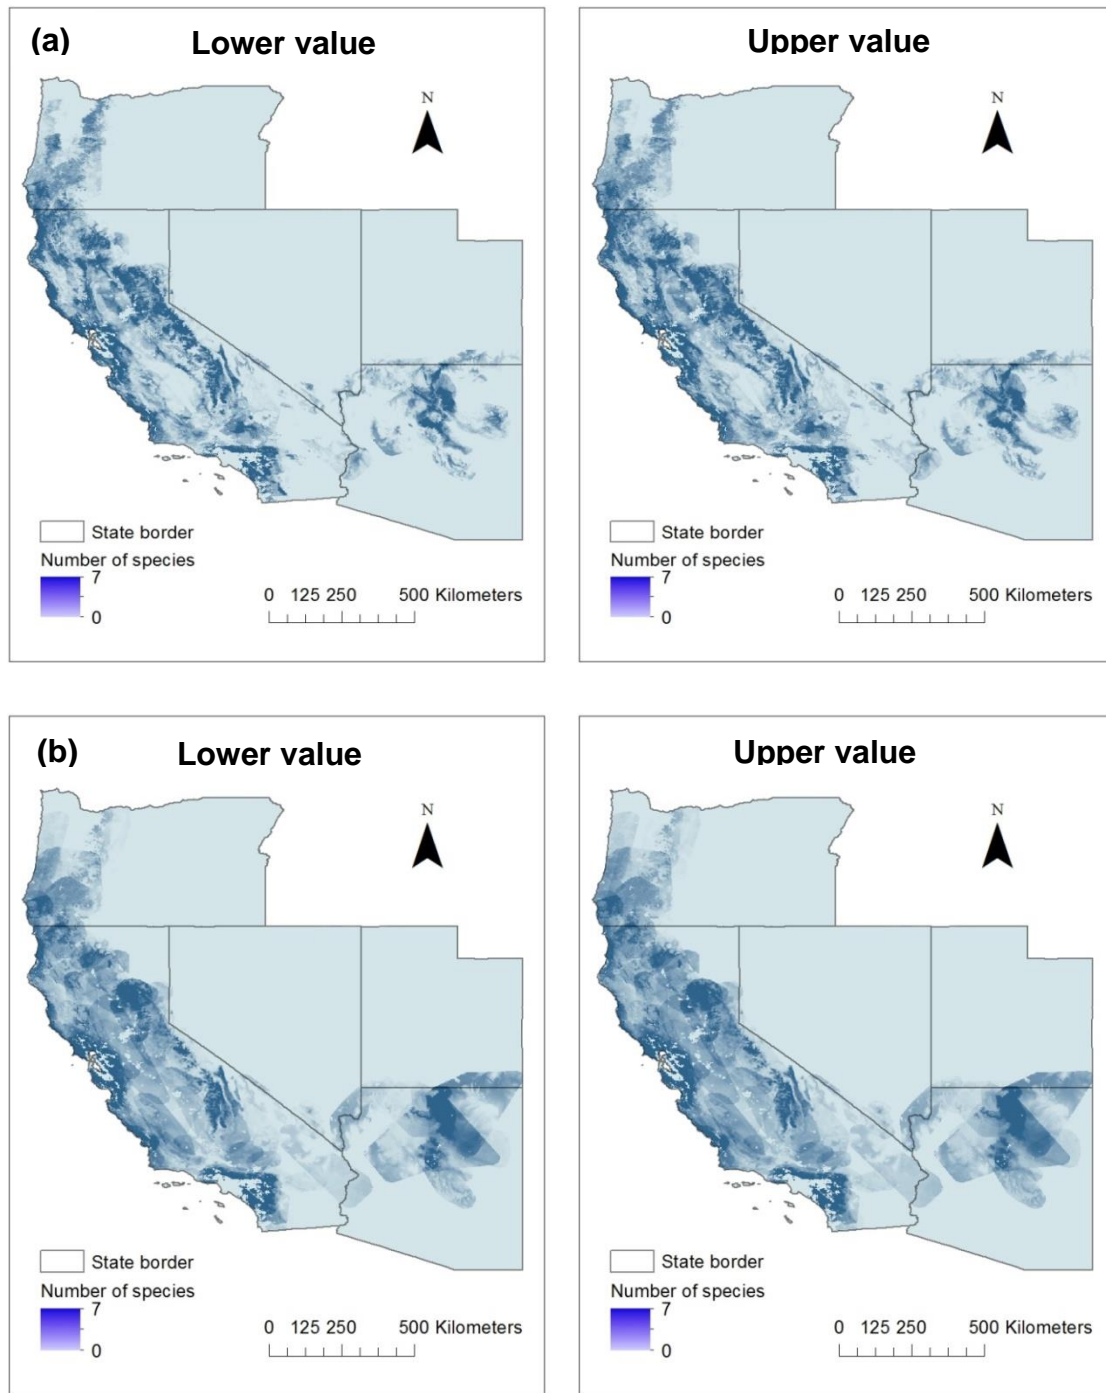 (a) Lower value
N
State border
Number of species
7
0
0 125 250 500 Kilometers
Upper value
N
State border
Number of species
7
0
0 125 250 500 Kilometers
(b) Lower value
N
State border
Number of species
7
0
0 125 250 500 Kilometers
Upper value
N
State border
Number of species
7
0
0 125 250 500 Kilometers